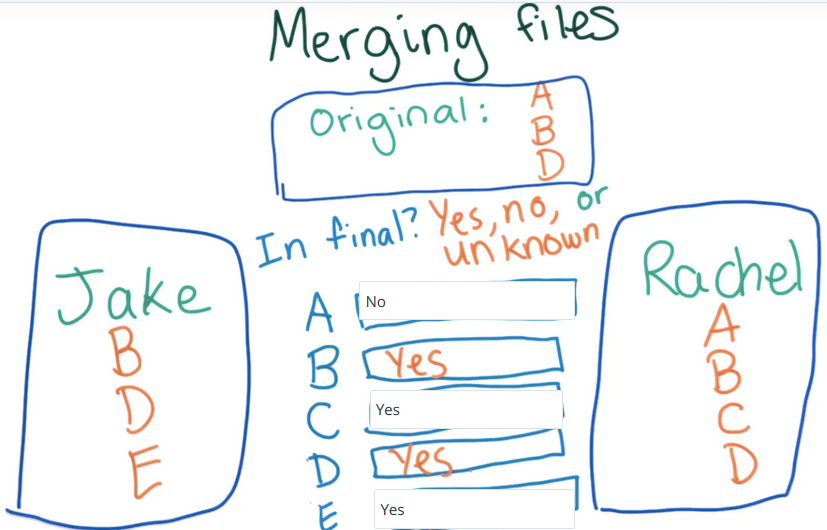 Merging files
Original: A
B
D
In final? Yes, no, or
unknown
Jake
B
D
E
A No
B Yes
C Yes
D Yes
E Yes
Rachel
A
B
C
D